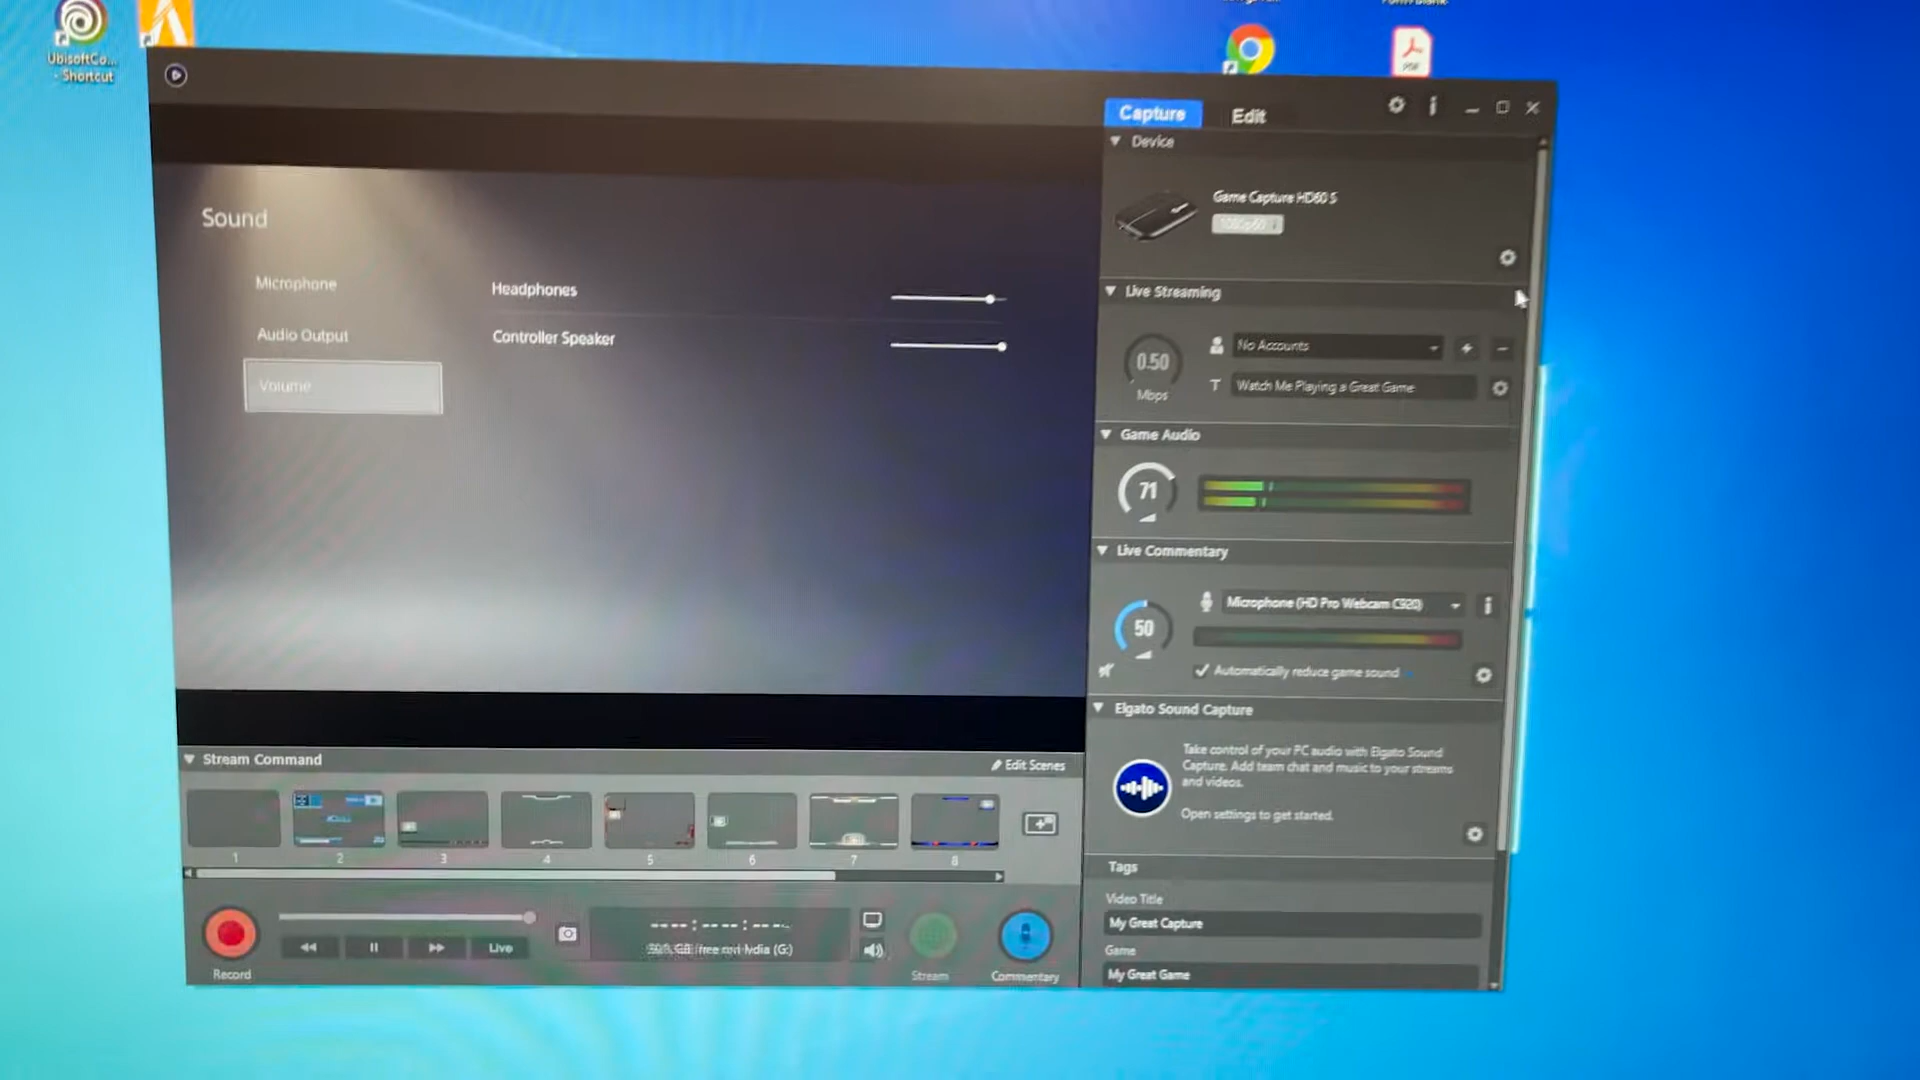 UbisoftCo...
- Shortcut
PDF
Capture
Edit
Device
Game Capture HD60 S
1080p60
Sound
Microphone
Audio Output
Volume
Headphones
Controller Speaker
Live Streaming
0.50
Mbps
No Accounts
T
Watch Me Playing a Great Game
Game Audio
71
Live Commentary
50
Microphone (HD Pro Webcam C920)
Automatically reduce game sound
Elgato Sound Capture
Take control of your PC audio with Elgato Sound
Capture. Add team chat and music to your streams
and videos.
Open settings to get started.
Stream Command
Edit Scenes
1 2 3 4 5 6 7 8
Live
Record
GB free
(G:)
Stream
Commentary
Tags
Video Title
My Great Capture
Game
My Great Game